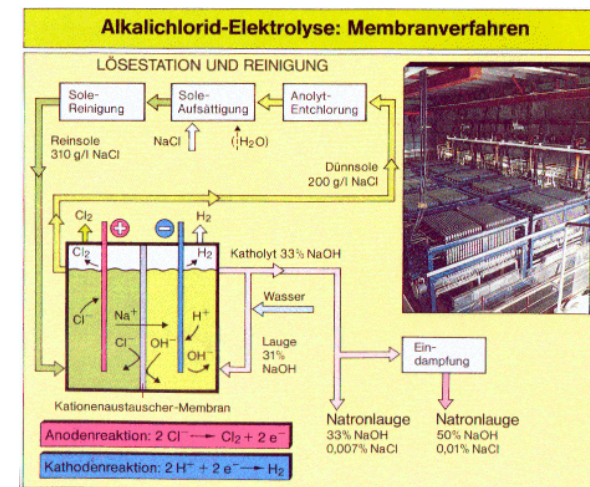 Alkalichlorid-Elektrolyse: Membranverfahren
LÖSESTATION UND REINIGUNG
Sole-
Reinigung
Sole-
Aufsättigung
Anolyt-
Entchlorung
Reinsole
310 g/l NaCl
NaCl
(H₂O)
Dünnsole
200 g/l NaCl
Cl₂
+
−
H₂
Cl₂
H₂
Katholyt 33% NaOH
Wasser
Cl⁻
Na⁺
H⁺
Cl⁻
OH⁻
OH⁻
Lauge
31%
NaOH
Ein-
dampfung
Kationenaustauscher-Membran
Natronlauge
33% NaOH
0,007% NaCl
Natronlauge
50% NaOH
0,01% NaCl
Anodenreaktion: 2 Cl⁻ → Cl₂ + 2 e⁻
Kathodenreaktion: 2 H⁺ + 2 e⁻ → H₂